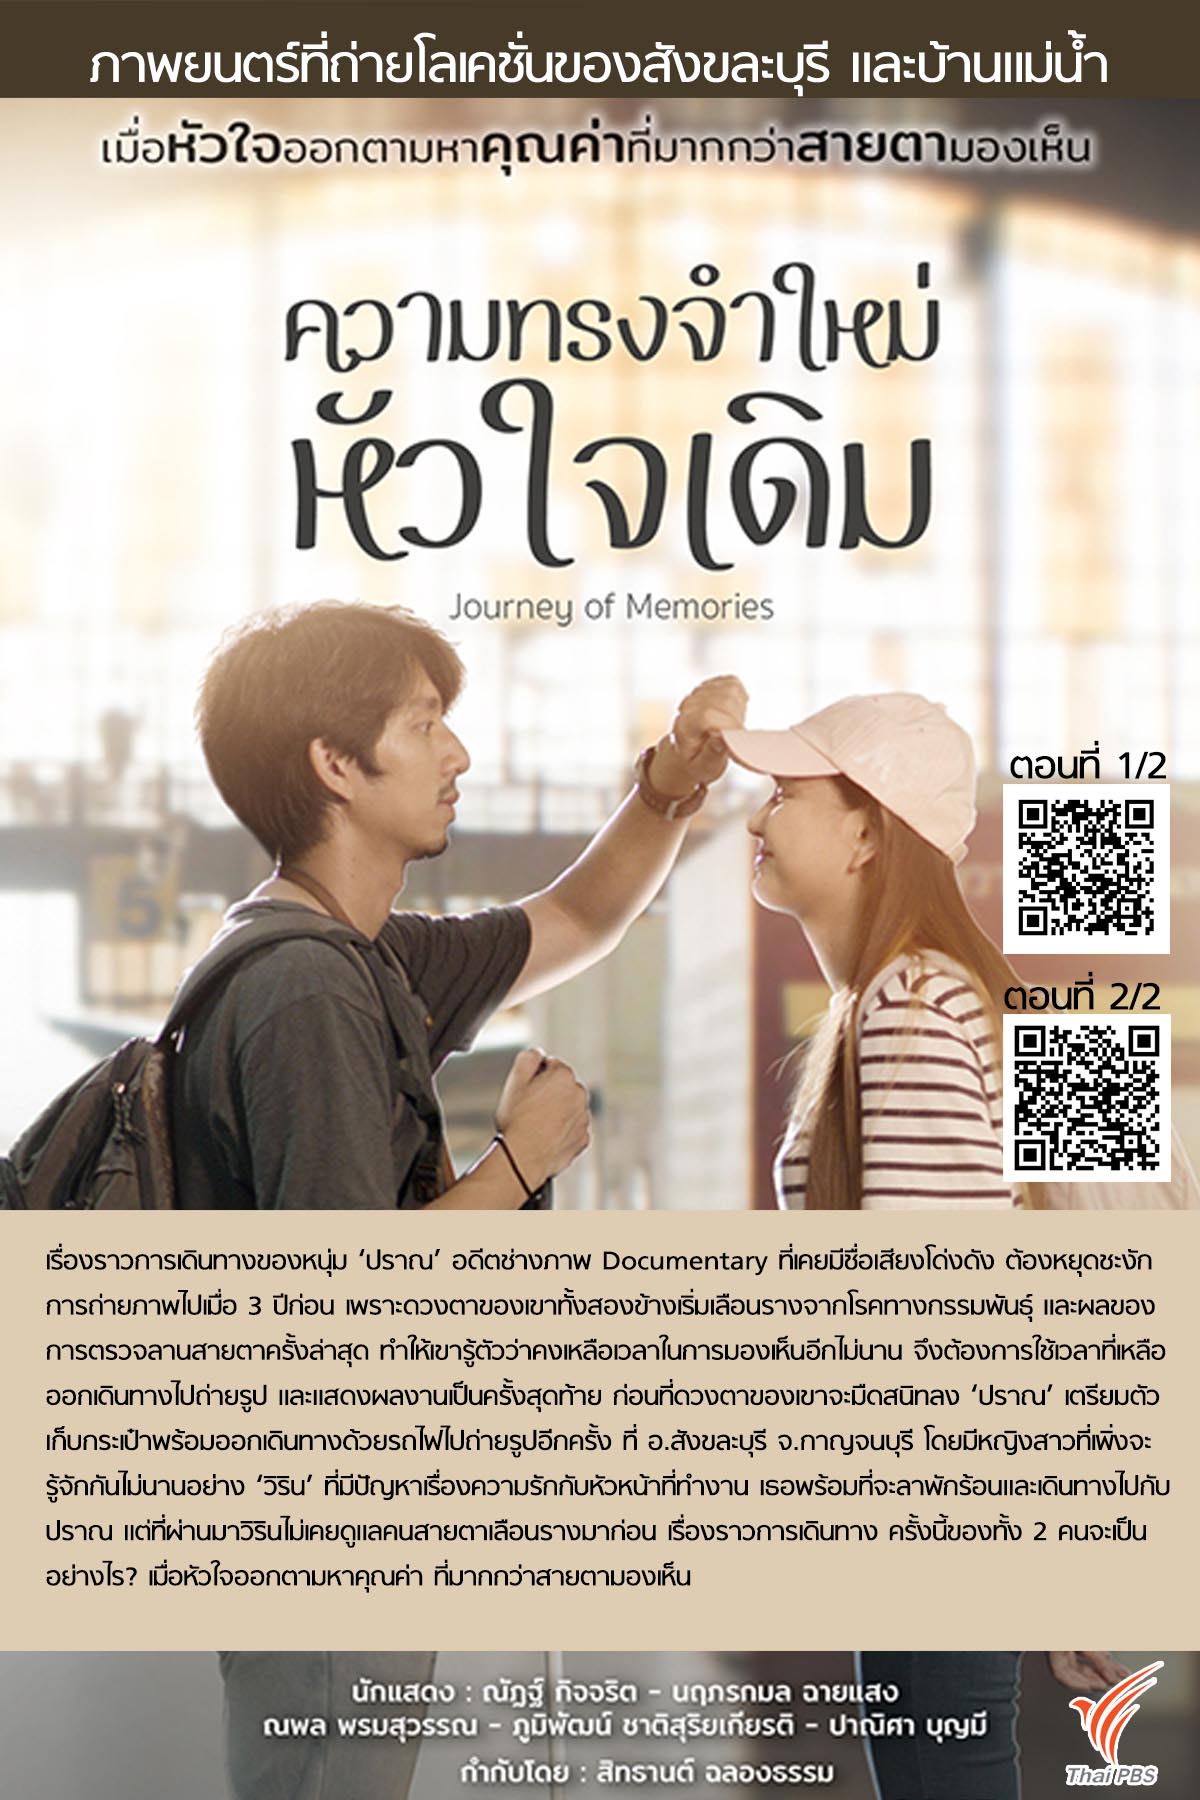 ภาพยนตร์ที่ถ่ายโลเคชั่นของสังขละบุรี และบ้านแม่น้ำ
เมื่อหัวใจออกตามหาคุณค่าที่มากกว่าสายตามองเห็น
ความทรงจำใหม่
หัวใจเดิม
Journey of Memories
5
ตอนที่ 1/2
ตอนที่ 2/2
เรื่องราวการเดินทางของหนุ่ม ‘ปราณ’ อดีตช่างภาพ Documentary ที่เคยมีชื่อเสียงโด่งดัง ต้องหยุดชะงัก
การถ่ายภาพไปเมื่อ 3 ปีก่อน เพราะดวงตาของเขาทั้งสองข้างเริ่มเลือนรางจากโรคทางกรรมพันธุ์ และผลของ
การตรวจลานสายตาครั้งล่าสุด ทำให้เขารู้ตัวว่าคงเหลือเวลาในการมองเห็นอีกไม่นาน จึงต้องการใช้เวลาที่เหลือ
ออกเดินทางไปถ่ายรูป และแสดงผลงานเป็นครั้งสุดท้าย ก่อนที่ดวงตาของเขาจะมืดสนิทลง ‘ปราณ’ เตรียมตัว
เก็บกระเป๋าพร้อมออกเดินทางด้วยรถไฟไปถ่ายรูปอีกครั้ง ที่ อ.สังขละบุรี จ.กาญจนบุรี โดยมีหญิงสาวที่เพิ่งจะ
รู้จักกันไม่นานอย่าง ‘วิริน’ ที่มีปัญหาเรื่องความรักกับหัวหน้าที่ทำงาน เธอพร้อมที่จะลาพักร้อนและเดินทางไปกับ
ปราณ แต่ที่ผ่านมาวิรินไม่เคยดูแลคนสายตาเลือนรางมาก่อน เรื่องราวการเดินทาง ครั้งนี้ของทั้ง 2 คนจะเป็น
อย่างไร? เมื่อหัวใจออกตามหาคุณค่า ที่มากกว่าสายตามองเห็น
นักแสดง : ณัฏฐ์ กิจจริต - นฤภรกมล ฉายแสง
ณพล พรมสุวรรณ - ภูมิพัฒน์ ชาติสุริยเกียรติ - ปาณิศา บุญมี
กำกับโดย : สิทธานต์ ฉลองธรรม
Thai PBS